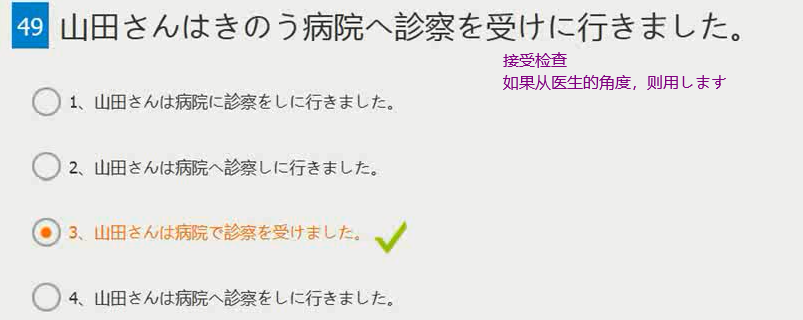 49 山田さんはきのう病院へ診察を受けに行きました。
接受检查
如果从医生的角度，则用します
1、山田さんは病院に診察をしに行きました。
2、山田さんは病院へ診察しに行きました。
3、山田さんは病院で診察を受けました。
4、山田さんは病院へ診察をしに行きました。